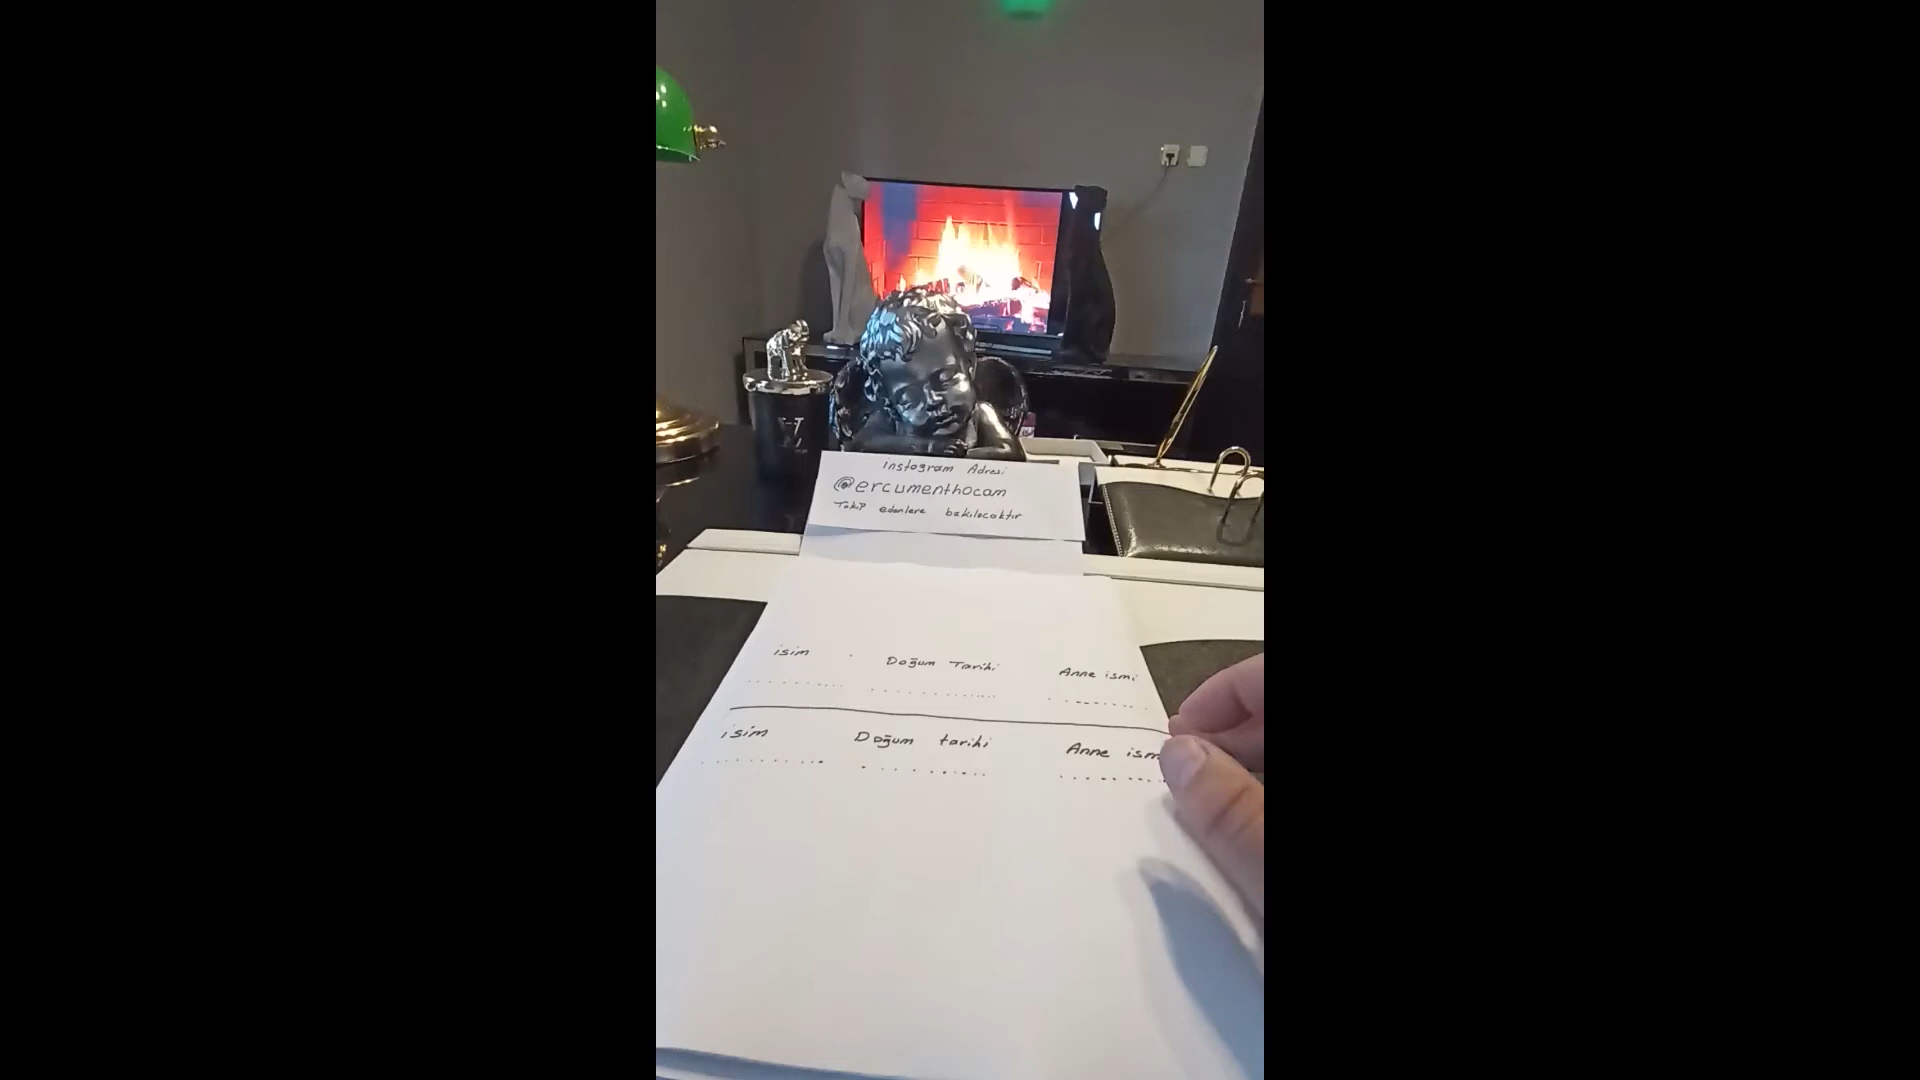 instagram Adresi
@ercumenthocam
Takip edenlere bakılacaktır
isim Doğum Tarihi Anne ismi
isim Doğum tarihi Anne ism